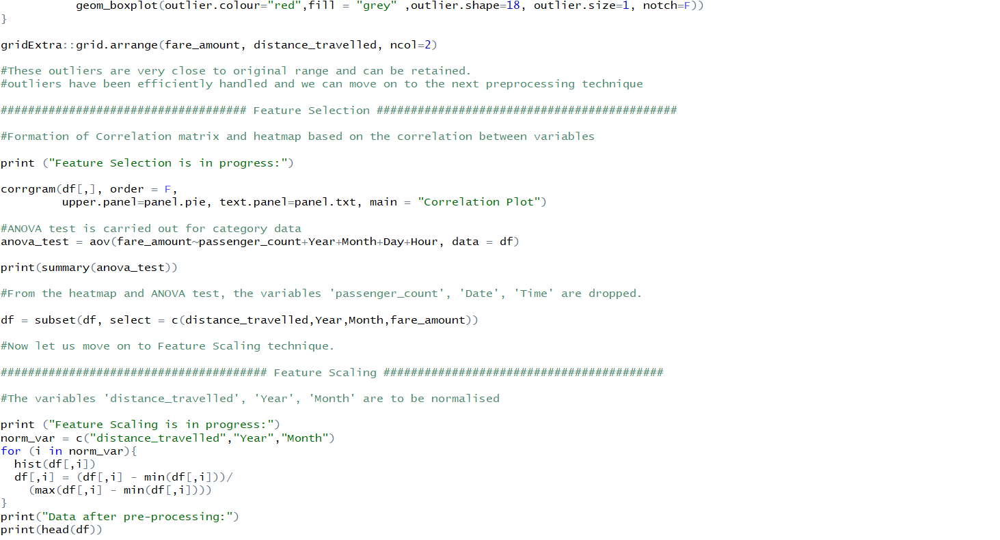 geom_boxplot(outlier.colour="red",fill = "grey" ,outlier.shape=18, outlier.size=1, notch=F))
}
gridExtra::grid.arrange(fare_amount, distance_travelled, ncol=2)
#These outliers are very close to original range and can be retained.
#outliers have been efficiently handled and we can move on to the next preprocessing technique
#################################### Feature Selection ############################################
#Formation of Correlation matrix and heatmap based on the correlation between variables
print ("Feature Selection is in progress:")
corrgram(df[,], order = F,
upper.panel=panel.pie, text.panel=panel.txt, main = "Correlation Plot")
#ANOVA test is carried out for category data
anova_test = aov(fare_amount~passenger_count+Year+Month+Day+Hour, data = df)
print(summary(anova_test))
#From the heatmap and ANOVA test, the variables 'passenger_count', 'Date', 'Time' are dropped.
df = subset(df, select = c(distance_travelled,Year,Month,fare_amount))
#Now let us move on to Feature Scaling technique.
####################################### Feature Scaling #########################################
#The variables 'distance_travelled', 'Year', 'Month' are to be normalised
print ("Feature Scaling is in progress:")
norm_var = c("distance_travelled","Year","Month")
for (i in norm_var){
hist(df[,i])
df[,i] = (df[,i] - min(df[,i]))/
(max(df[,i] - min(df[,i])))
}
print("Data after pre-processing:")
print(head(df))